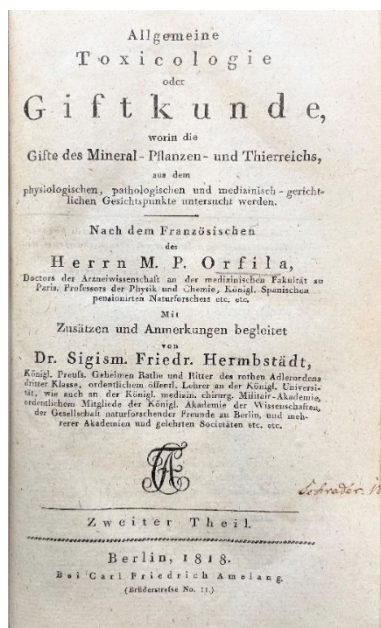 Allgemeine
Toxicologie
oder
Giftkunde,
worin die
Gifte des Mineral- Pflanzen- und Thierreichs,
aus dem
physiologischen, pathologischen und medizinisch-gericht-
lichen Gesichtspunkte untersucht werden.
Nach dem Französischen
des
Herrn M. P. Orfila,
Doctors der Arzneiwissenschaft an der medizinischen Fakultät zu
Paris, Professors der Physik und Chemie, Königl. Spanischen
pensionirten Naturforschers etc. etc.
Mit
Zusätzen und Anmerkungen begleitet
von
Dr. Sigism. Friedr. Hermbstädt,
Königl. Preuß. Geheimen Rathe und Ritter des rothen Adlerordens
dritter Klasse, ordentlichem öffentl. Lehrer an der Königl. Universi-
tät, wie auch an der Königl. medizin. chirurg. Militair-Akademie,
ordentlichem Mitgliede der Königl. Akademie der Wissenschaften,
der Gesellschaft naturforschender Freunde zu Berlin, und meh-
rerer Akademien und gelehrten Societäten etc. etc.
Schrader.
Zweiter Theil.
Berlin, 1818.
Bei Carl Friedrich Amelang.
(Brüderstraße No. 11.)